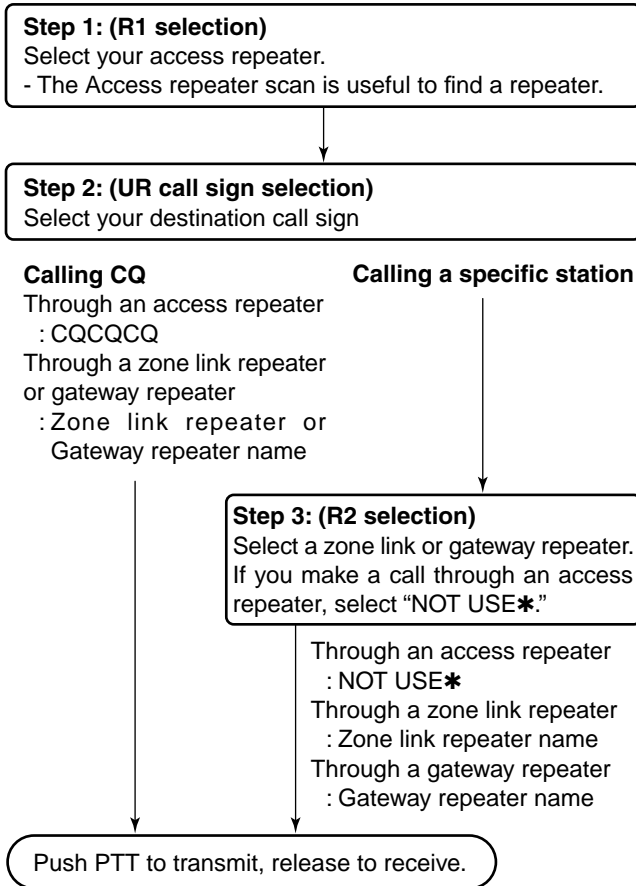 Step 1: (R1 selection)
Select your access repeater.
- The Access repeater scan is useful to find a repeater.
Step 2: (UR call sign selection)
Select your destination call sign
Calling CQ
Through an access repeater
: CQCQCQ
Through a zone link repeater
or gateway repeater
: Zone link repeater or
Gateway repeater name
Calling a specific station
Step 3: (R2 selection)
Select a zone link or gateway repeater.
If you make a call through an access
repeater, select “NOT USE✱.”
Through an access repeater
: NOT USE✱
Through a zone link repeater
: Zone link repeater name
Through a gateway repeater
: Gateway repeater name
Push PTT to transmit, release to receive.